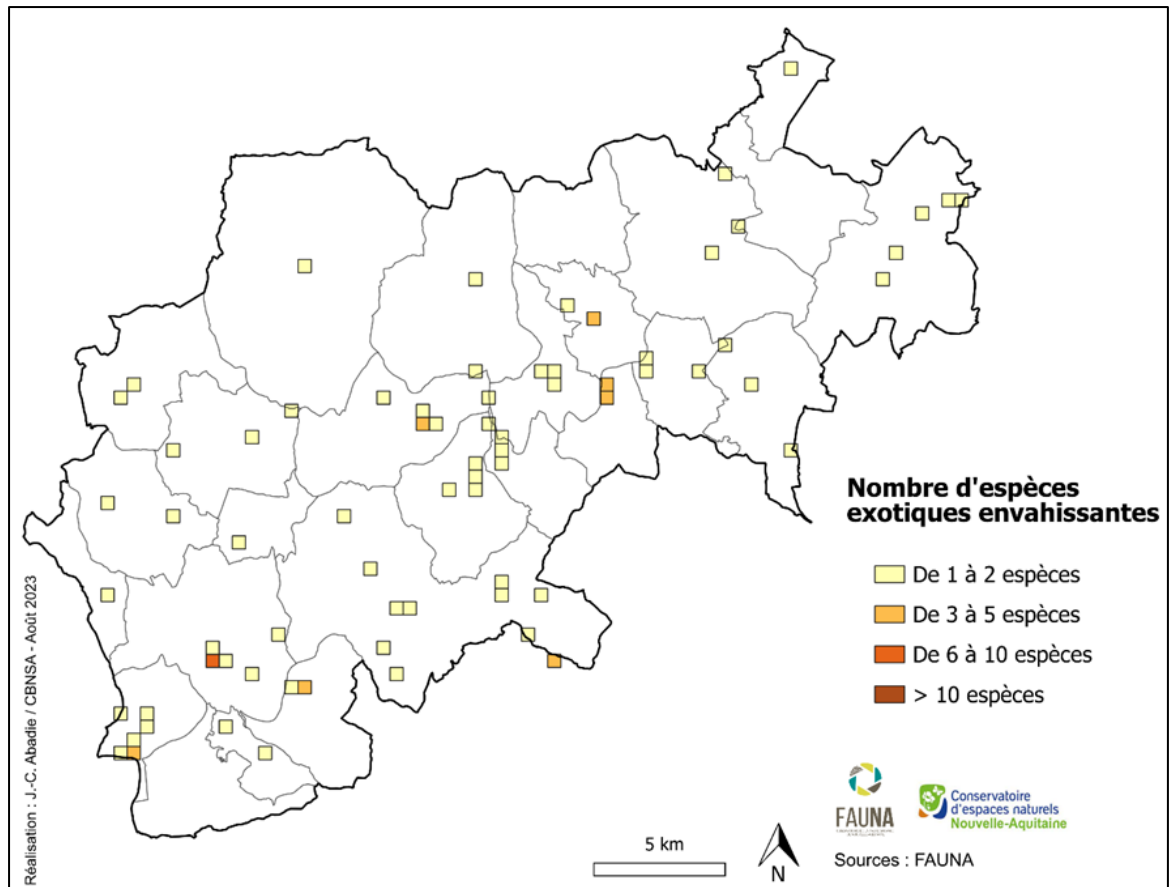 Nombre d'espèces
exotiques envahissantes
De 1 à 2 espèces
De 3 à 5 espèces
De 6 à 10 espèces
> 10 espèces
Réalisation : J.-C. Abadie / CBNSA - Août 2023
FAUNA
Conservatoire
d'espaces naturels
Nouvelle-Aquitaine
5 km
N
Sources : FAUNA